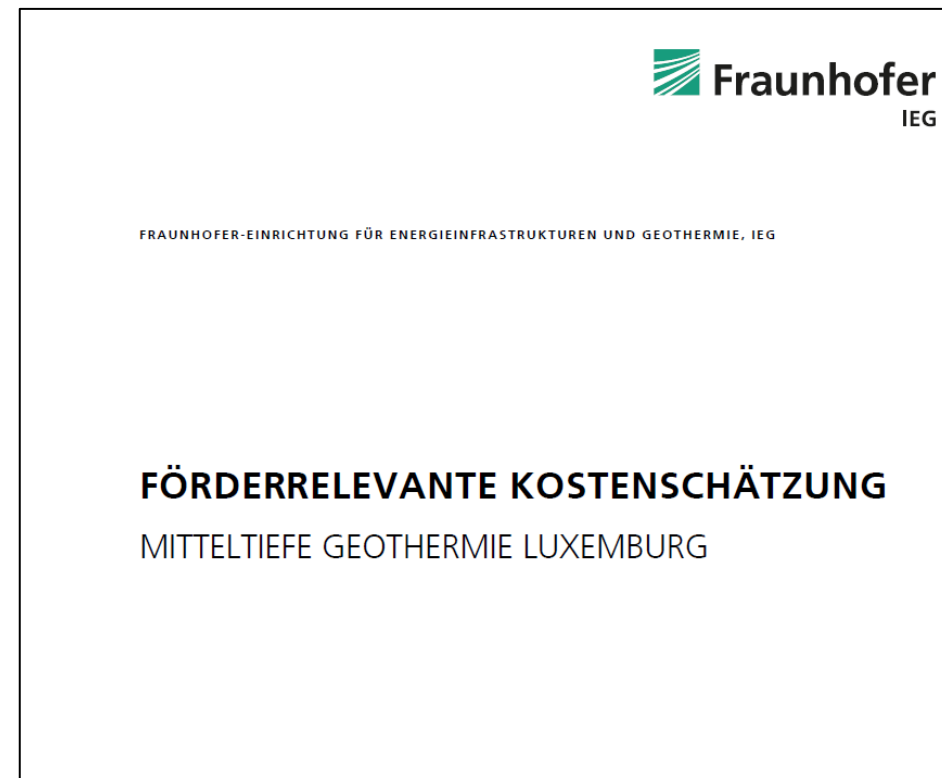 Fraunhofer
IEG
FRAUNHOFER-EINRICHTUNG FÜR ENERGIEINFRASTRUKTUREN UND GEOTHERMIE, IEG
FÖRDERRELEVANTE KOSTENSCHÄTZUNG
MITTELTIEFE GEOTHERMIE LUXEMBURG